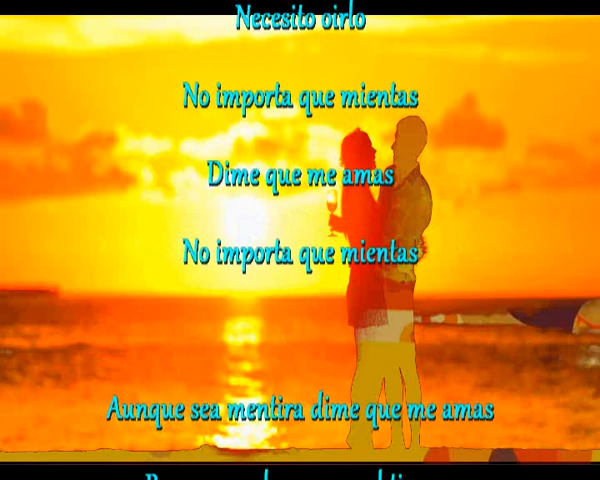 Necesito oirlo
No importa que mientas
Dime que me amas
No importa que mientas
Aunque sea mentira dime que me amas